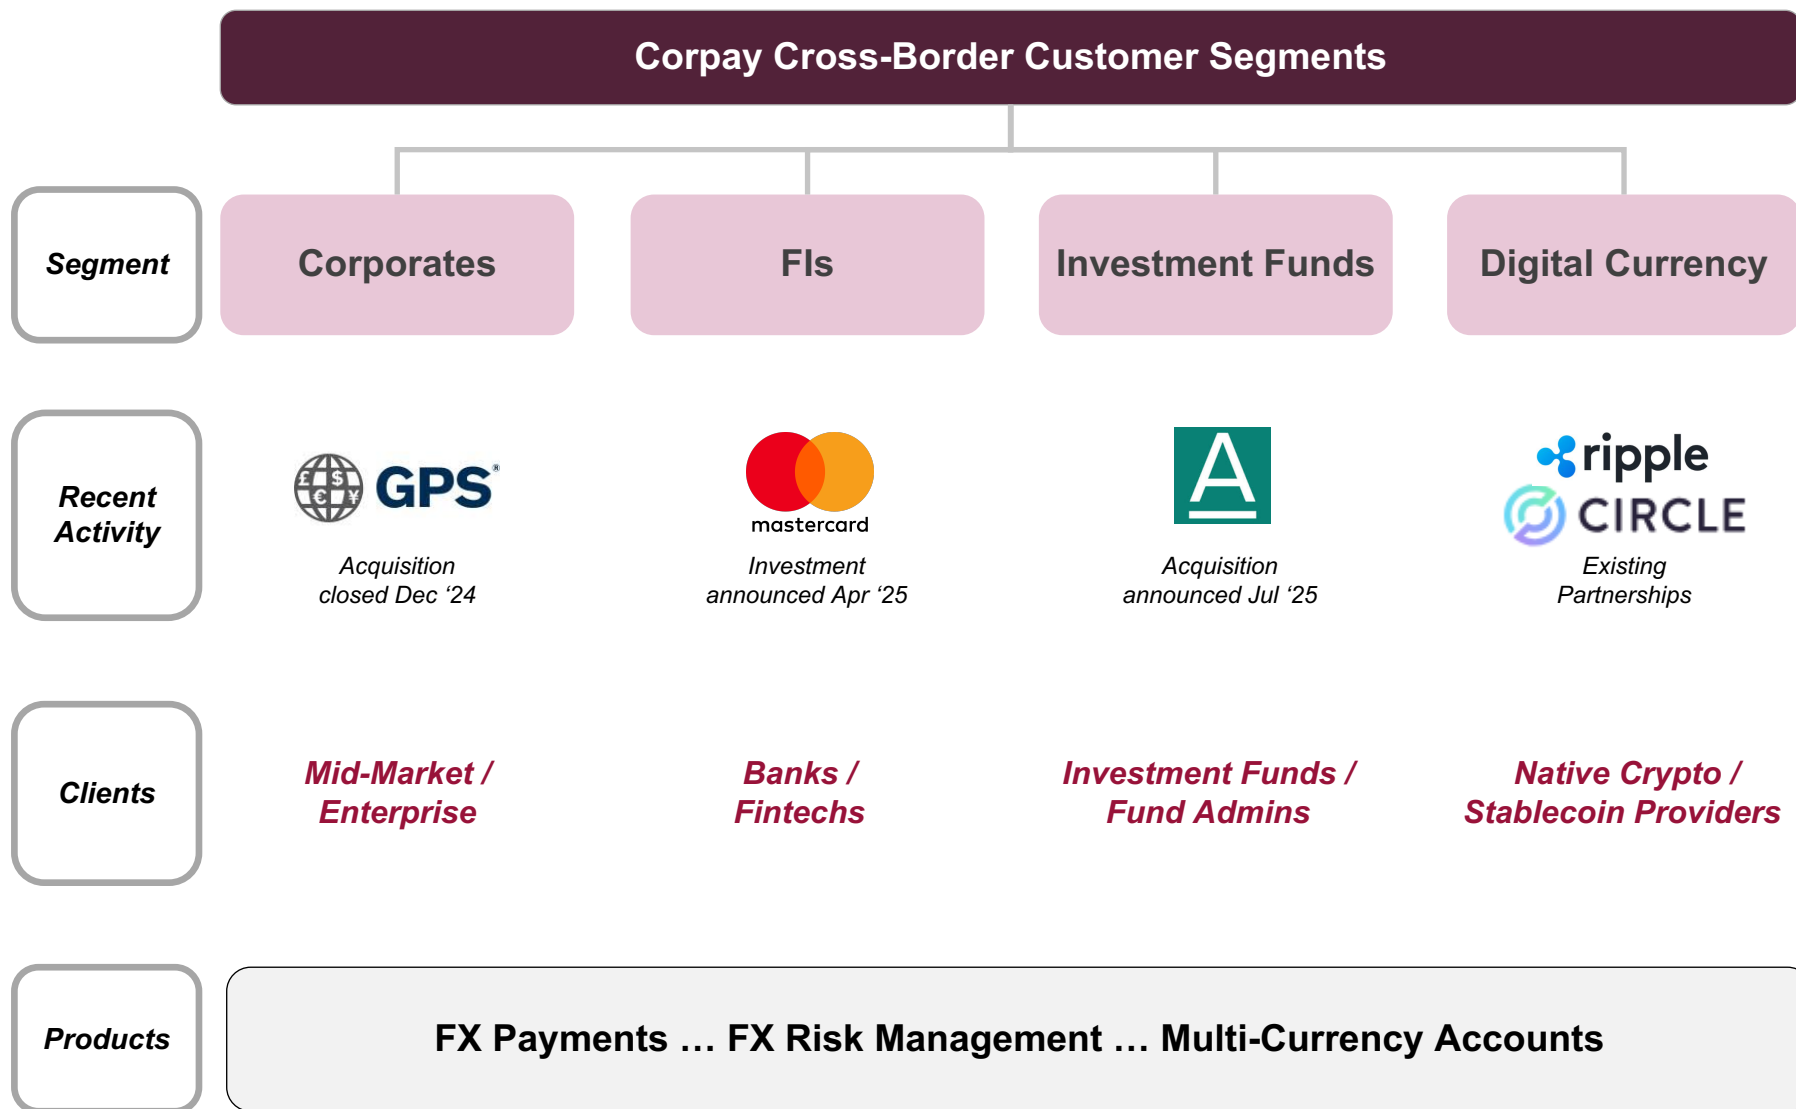 Corpay Cross-Border Customer Segments
Segment
Corporates
FIs
Investment Funds
Digital Currency
Recent
Activity
£ $
€ ¥
GPS®
Acquisition
closed Dec ‘24
mastercard
Investment
announced Apr ‘25
A
Acquisition
announced Jul ‘25
ripple
CIRCLE
Existing
Partnerships
Clients
Mid-Market /
Enterprise
Banks /
Fintechs
Investment Funds /
Fund Admins
Native Crypto /
Stablecoin Providers
Products
FX Payments … FX Risk Management … Multi-Currency Accounts